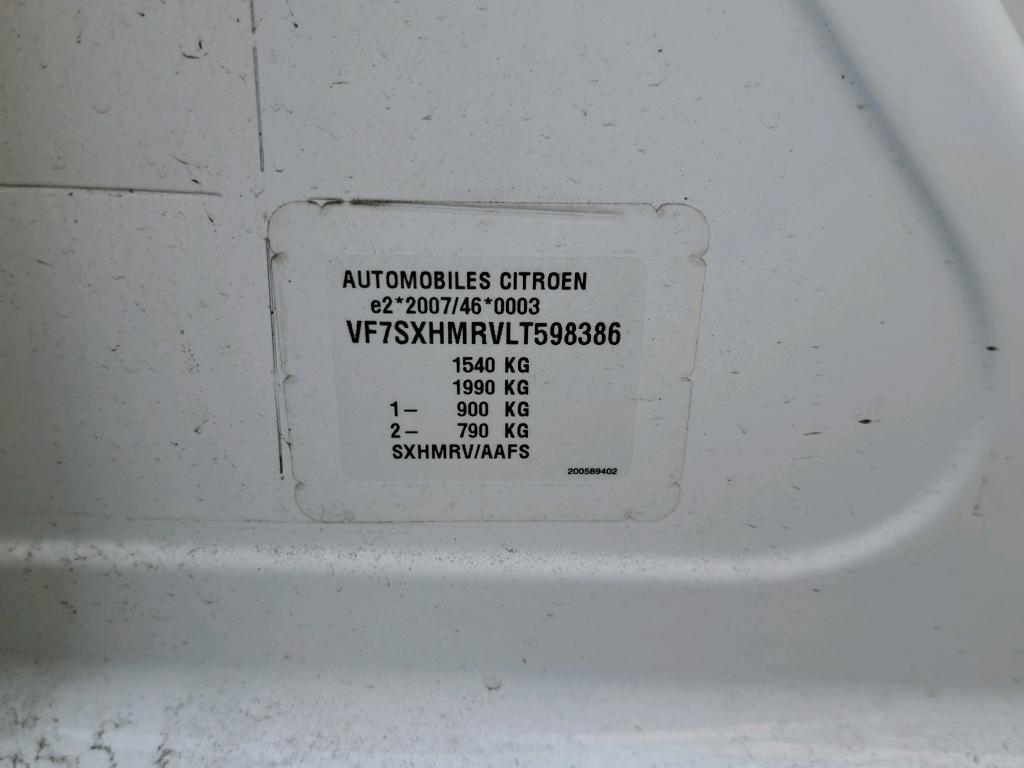 AUTOMOBILES CITROEN
e2*2007/46*0003
VF7SXHMRVLT598386
1540 KG
1990 KG
1– 900 KG
2– 790 KG
SXHMRV/AAFS
200589402